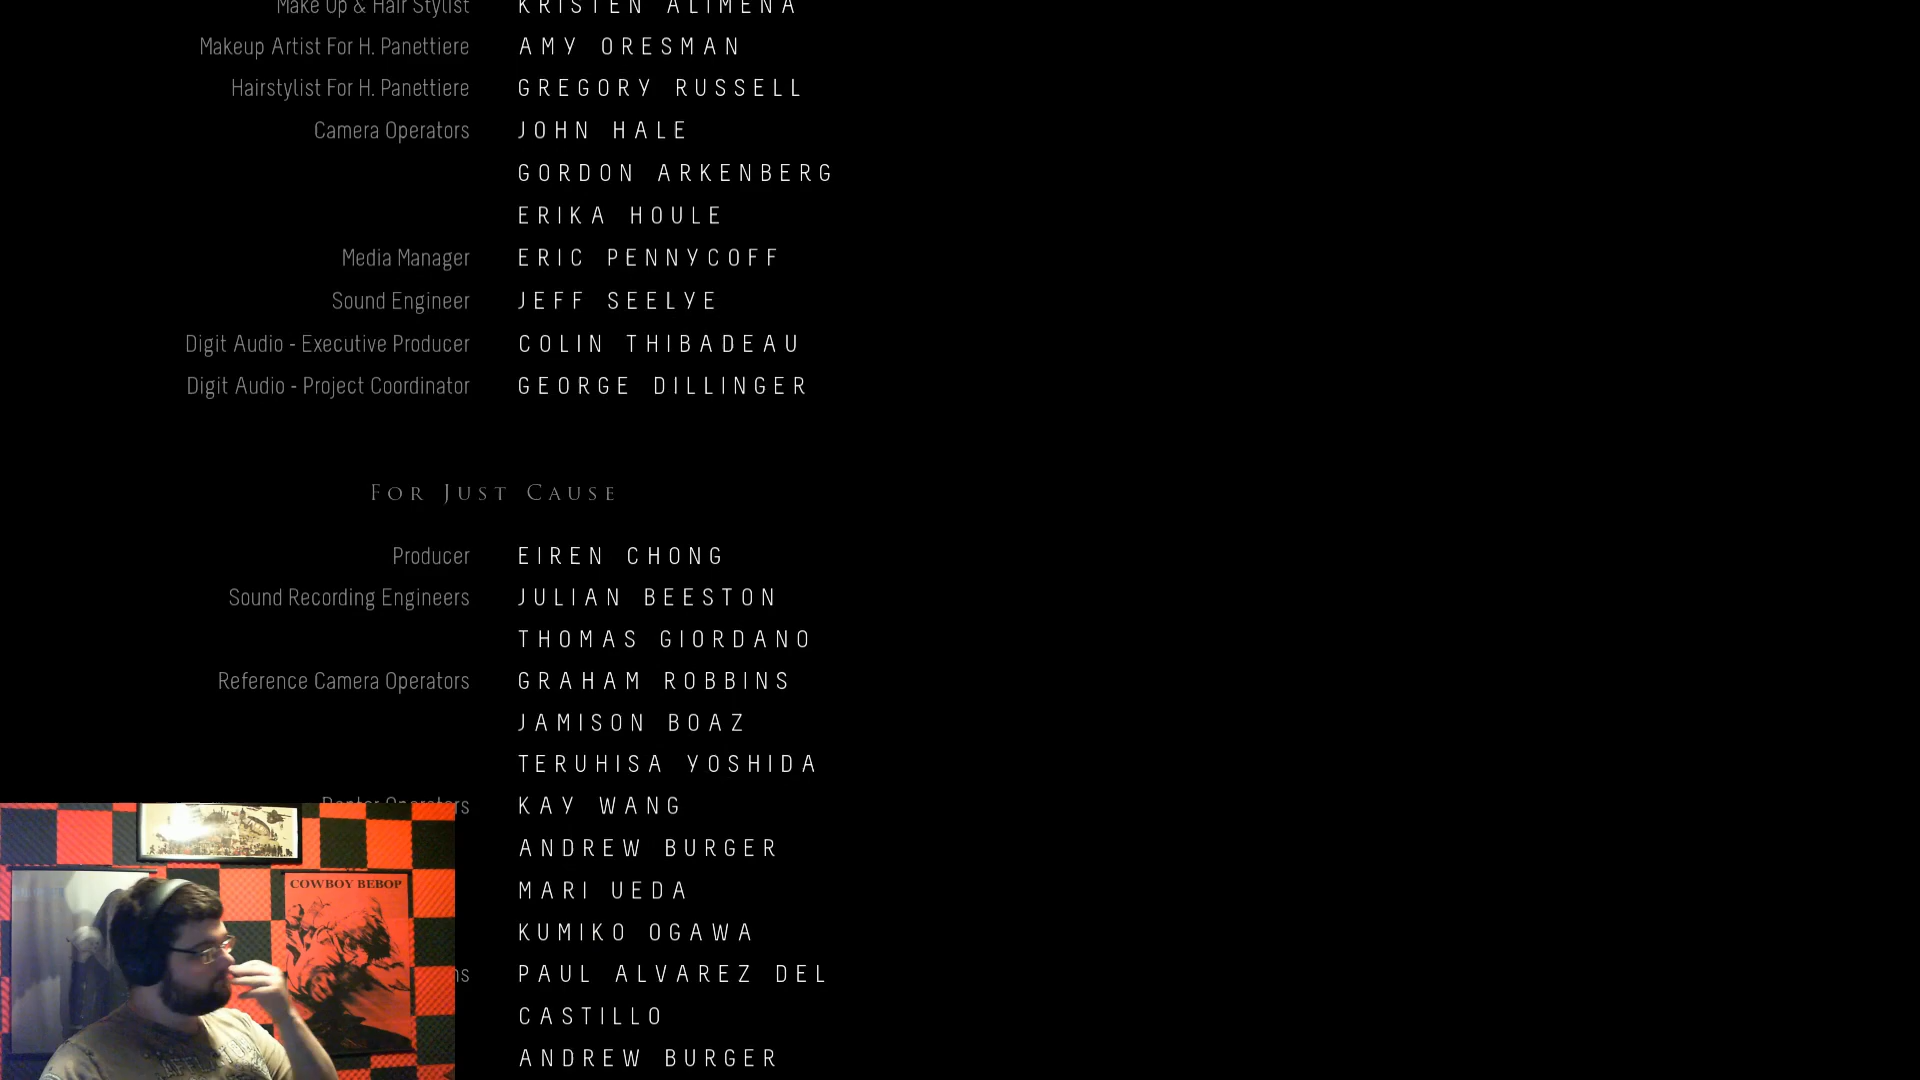 Make Up & Hair Stylist KRISTEN ALIMENA
Makeup Artist For H. Panettiere AMY ORESMAN
Hairstylist For H. Panettiere GREGORY RUSSELL
Camera Operators JOHN HALE
GORDON ARKENBERG
ERIKA HOULE
Media Manager ERIC PENNYCOFF
Sound Engineer JEFF SEELYE
Digit Audio - Executive Producer COLIN THIBADEAU
Digit Audio - Project Coordinator GEORGE DILLINGER
FOR JUST CAUSE
Producer EIREN CHONG
Sound Recording Engineers JULIAN BEESTON
THOMAS GIORDANO
Reference Camera Operators GRAHAM ROBBINS
JAMISON BOAZ
TERUHISA YOSHIDA
KAY WANG
ANDREW BURGER
MARI UEDA
KUMIKO OGAWA
PAUL ALVAREZ DEL
CASTILLO
ANDREW BURGER
COWBOY BEBOP